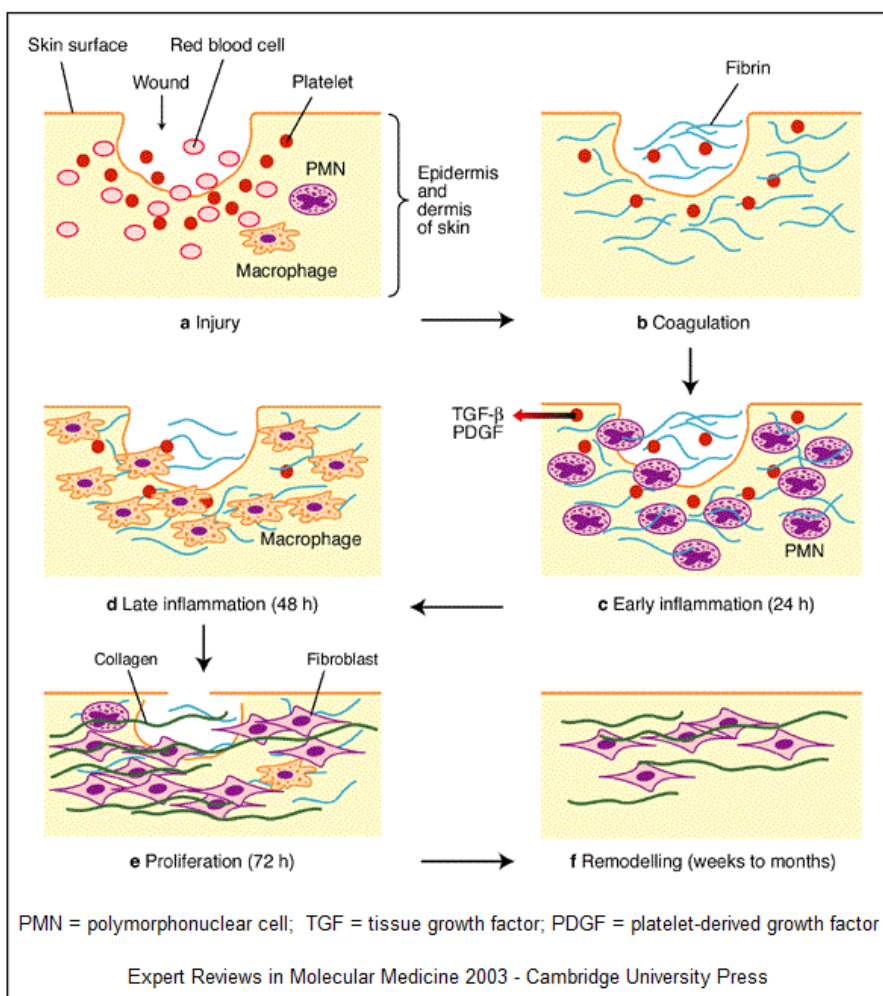 Skin surface
Red blood cell
Wound
Platelet
PMN
Macrophage
Epidermis
and
dermis
of skin
a Injury
Fibrin
b Coagulation
TGF-β
PDGF
PMN
c Early inflammation (24 h)
Macrophage
d Late inflammation (48 h)
Collagen
Fibroblast
e Proliferation (72 h)
f Remodelling (weeks to months)
PMN = polymorphonuclear cell; TGF = tissue growth factor; PDGF = platelet-derived growth factor
Expert Reviews in Molecular Medicine 2003 - Cambridge University Press